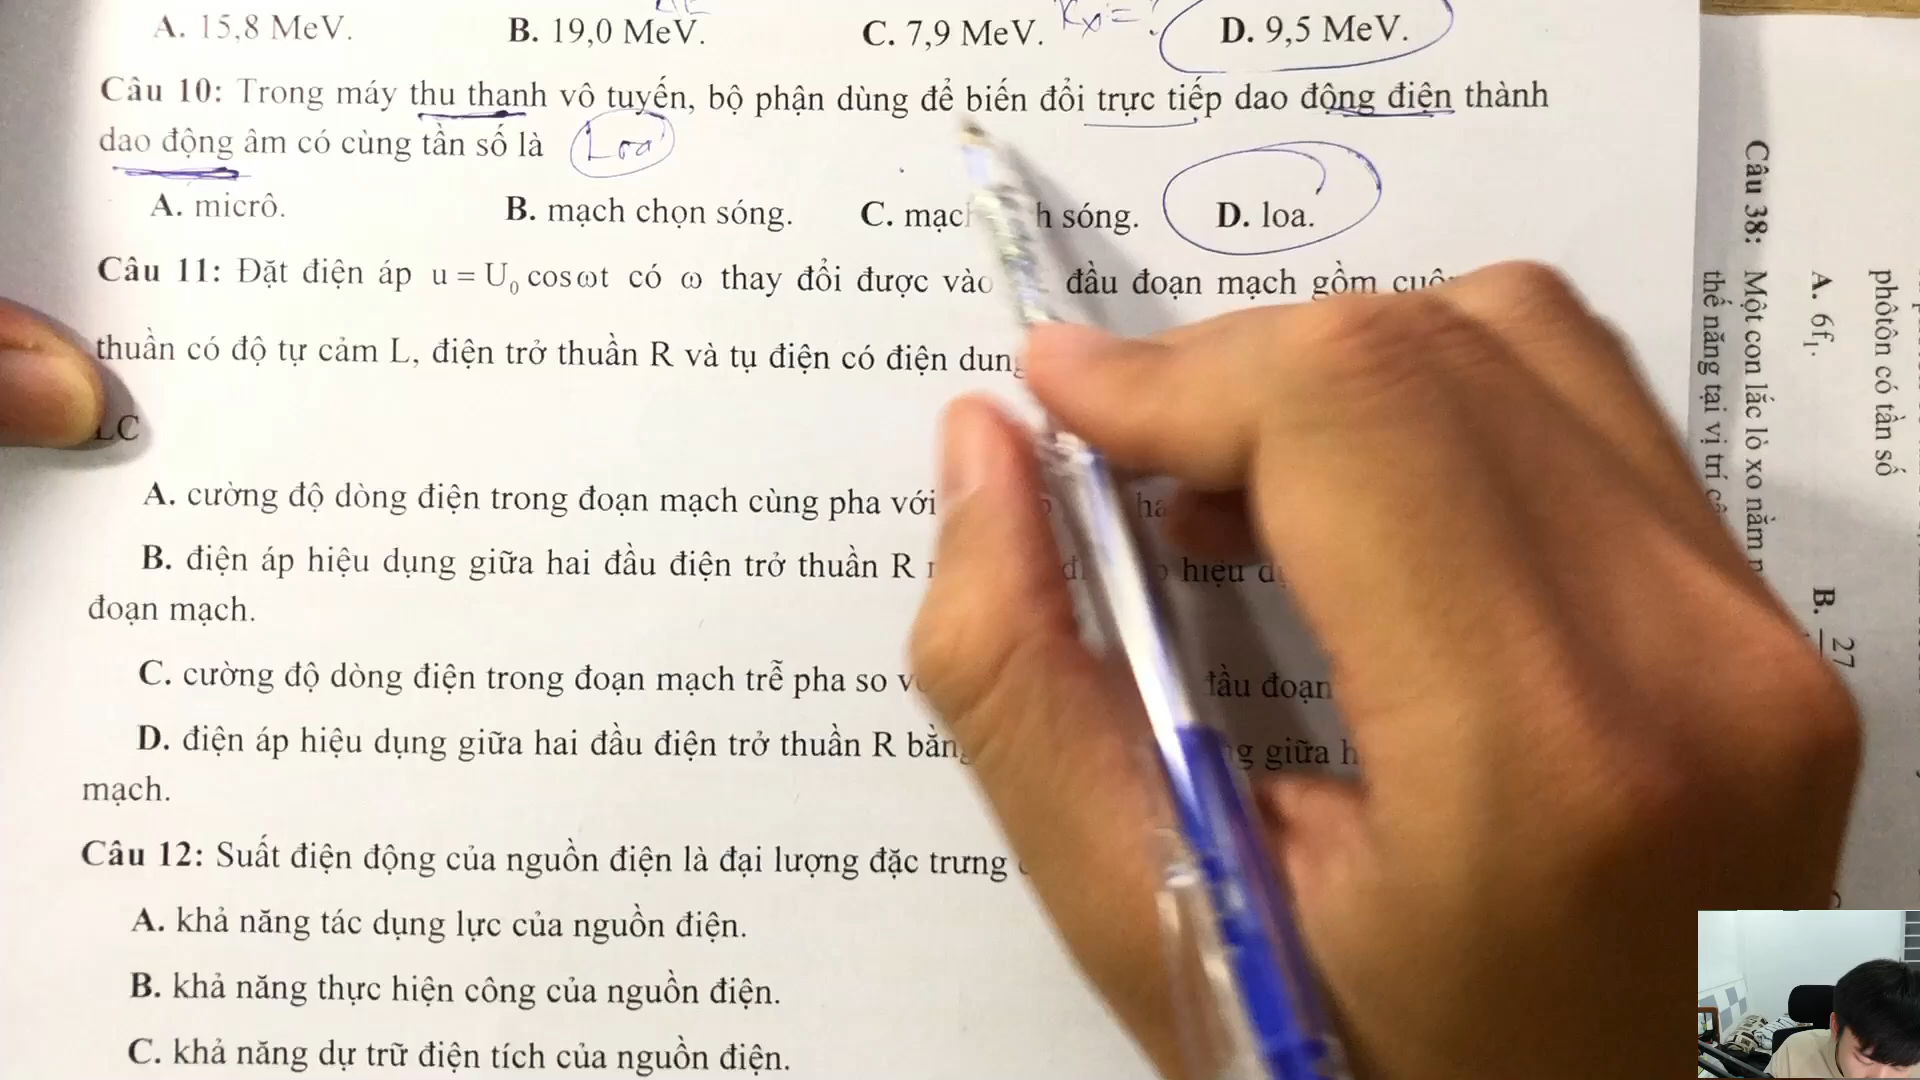 A. 15,8 MeV. B. 19,0 MeV. C. 7,9 MeV. D. 9,5 MeV.
Câu 10: Trong máy thu thanh vô tuyến, bộ phận dùng để biến đổi trực tiếp dao động điện thành
dao động âm có cùng tần số là Loa
A. micrô. B. mạch chọn sóng. C. mạch sóng. D. loa.
Câu 11: Đặt điện áp u = U₀ cosωt có ω thay đổi được vào đầu đoạn mạch gồm
thuần có độ tự cảm L, điện trở thuần R và tụ điện có điện dung
LC
A. cường độ dòng điện trong đoạn mạch cùng pha với
B. điện áp hiệu dụng giữa hai đầu điện trở thuần R hiệu
đoạn mạch.
C. cường độ dòng điện trong đoạn mạch trễ pha so đầu đoạn
D. điện áp hiệu dụng giữa hai đầu điện trở thuần R bằng giữa
mạch.
Câu 12: Suất điện động của nguồn điện là đại lượng đặc trưng
A. khả năng tác dụng lực của nguồn điện.
B. khả năng thực hiện công của nguồn điện.
C. khả năng dự trữ điện tích của nguồn điện.
phôtôn có tần số
A. 6f₁. B. 27
Câu 38: Một con lắc lò xo nằm
thế năng tại vị trí